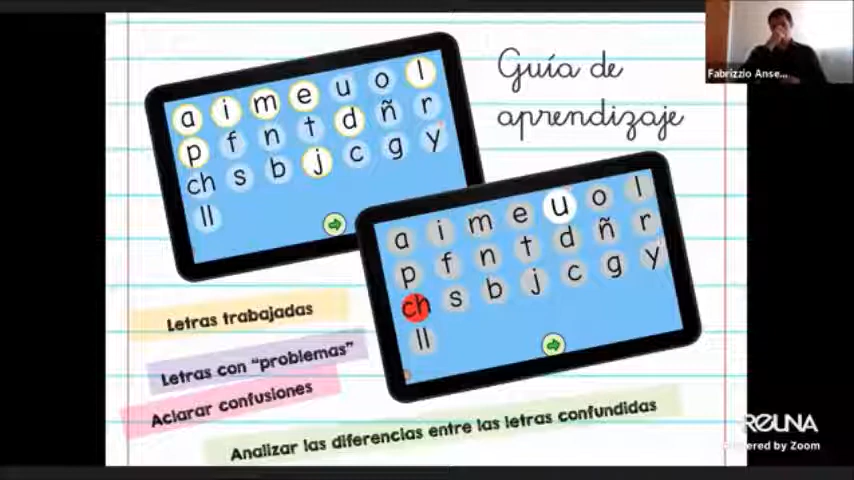 Guía de
aprendizaje
a i m e u o l
p f n t d ñ r
ch s b j c g y
ll
a i m e u o l
p f n t d ñ r
ch s b j c g y
ll
Letras trabajadas
Letras con "problemas"
Aclarar confusiones
Analizar las diferencias entre las letras confundidas
Fabrizzio Anse...
REUNA
Powered by Zoom